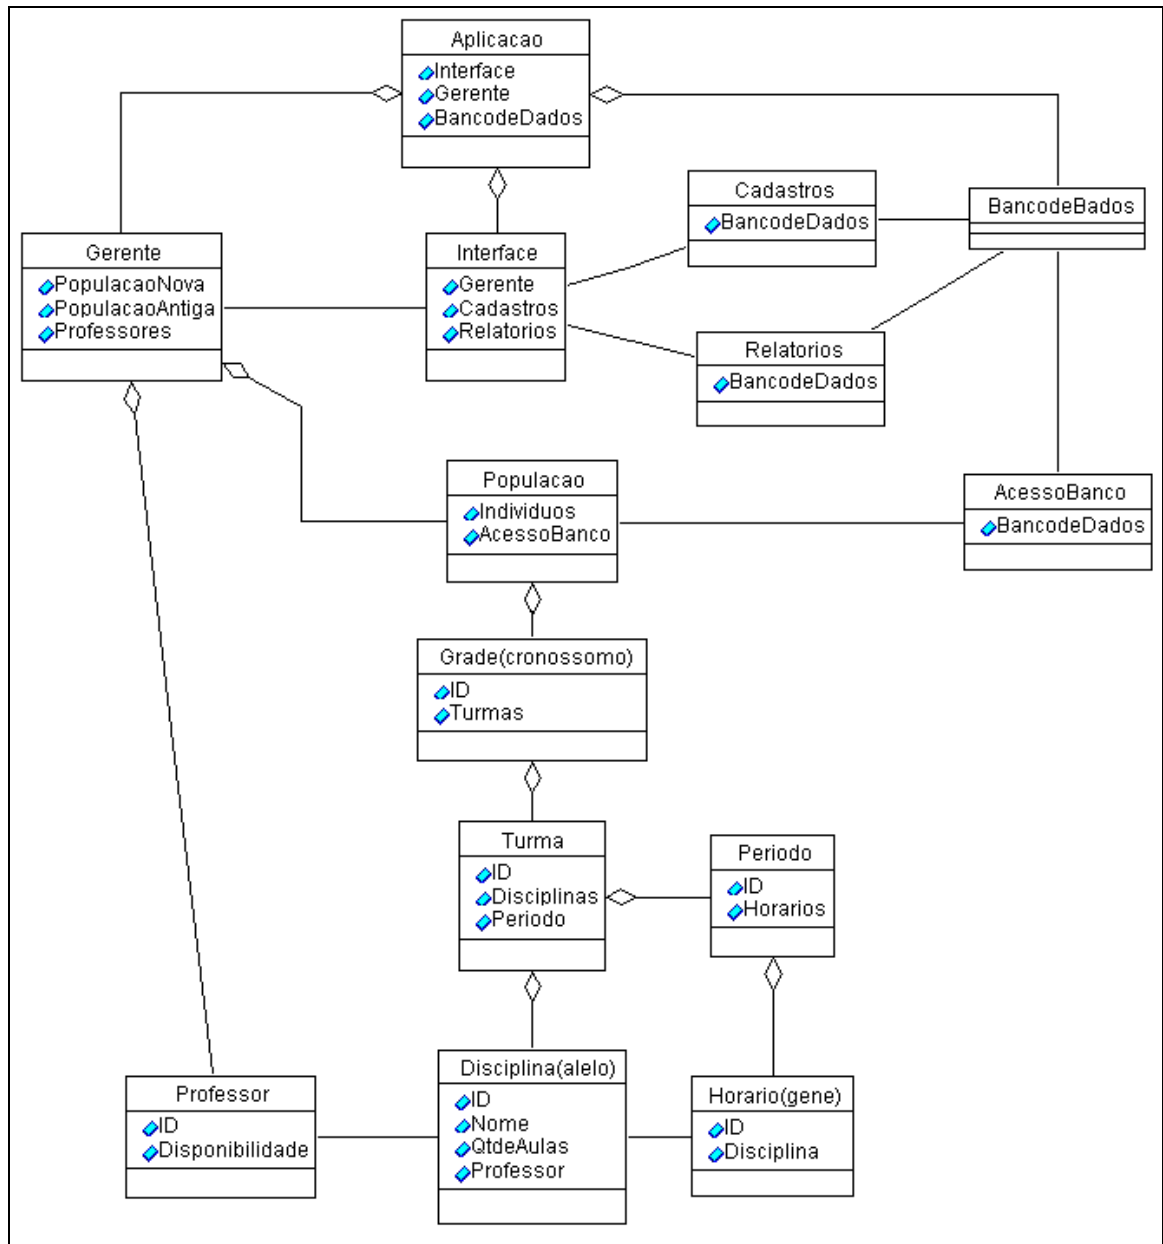 Aplicacao
Interface
Gerente
BancodeDados
Cadastros
BancodeDados
BancodeBados
Gerente
PopulacaoNova
PopulacaoAntiga
Professores
Interface
Gerente
Cadastros
Relatorios
Relatorios
BancodeDados
Populacao
Individuos
AcessoBanco
AcessoBanco
BancodeDados
Grade(cronossomo)
ID
Turmas
Turma
ID
Disciplinas
Periodo
Periodo
ID
Horarios
Professor
ID
Disponibilidade
Disciplina(alelo)
ID
Nome
QtdeAulas
Professor
Horario(gene)
ID
Disciplina